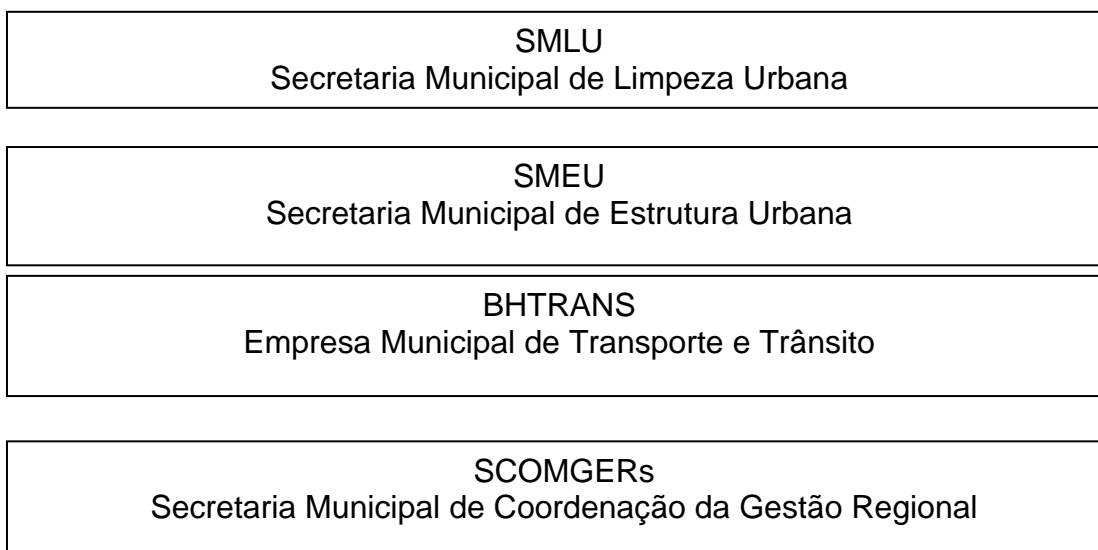 SMLU
Secretaria Municipal de Limpeza Urbana
SMEU
Secretaria Municipal de Estrutura Urbana
BHTRANS
Empresa Municipal de Transporte e Trânsito
SCOMGERs
Secretaria Municipal de Coordenação da Gestão Regional